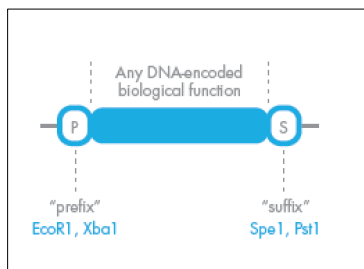 Any DNA-encoded
biological function
P
S
"prefix"
EcoR1, Xba1
"suffix"
Spe1, Pst1